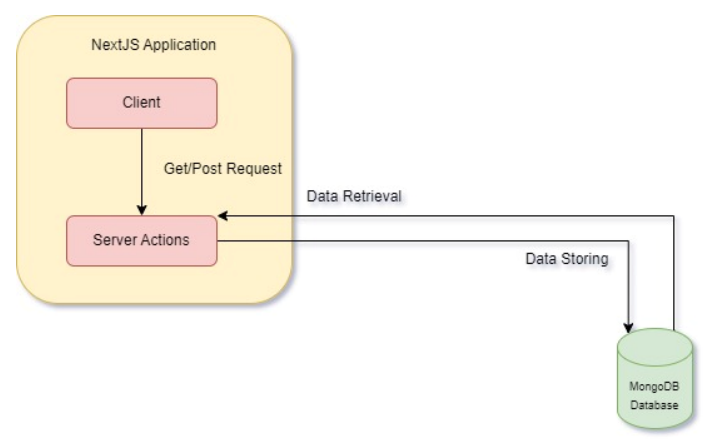 NextJS Application
Client
Get/Post Request
Data Retrieval
Server Actions
Data Storing
MongoDB
Database